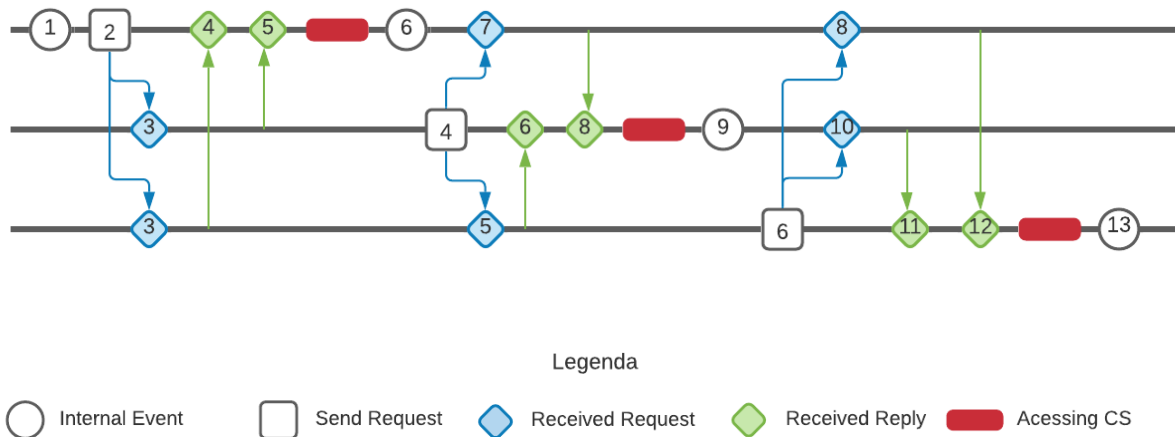 1 2 4 5 6 7 8
3 4 6 8 9 10
3 5 6 11 12 13
Legenda
Internal Event Send Request Received Request Received Reply Acessing CS